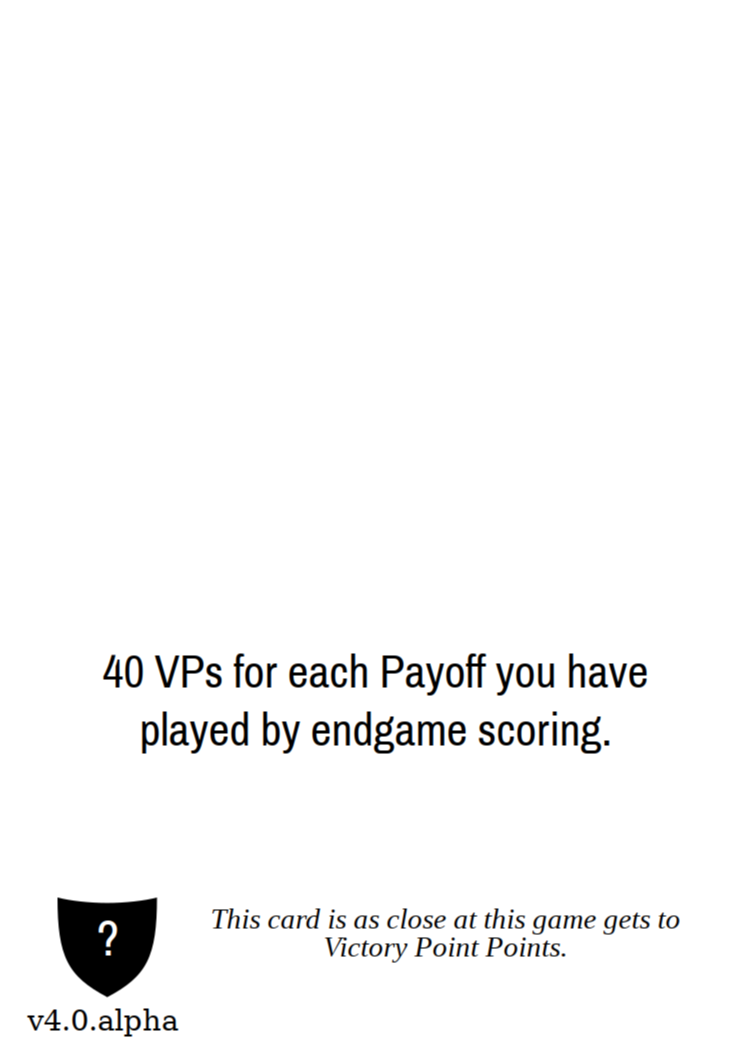 40 VPs for each Payoff you have
played by endgame scoring.
?
This card is as close at this game gets to
Victory Point Points.
v4.0.alpha